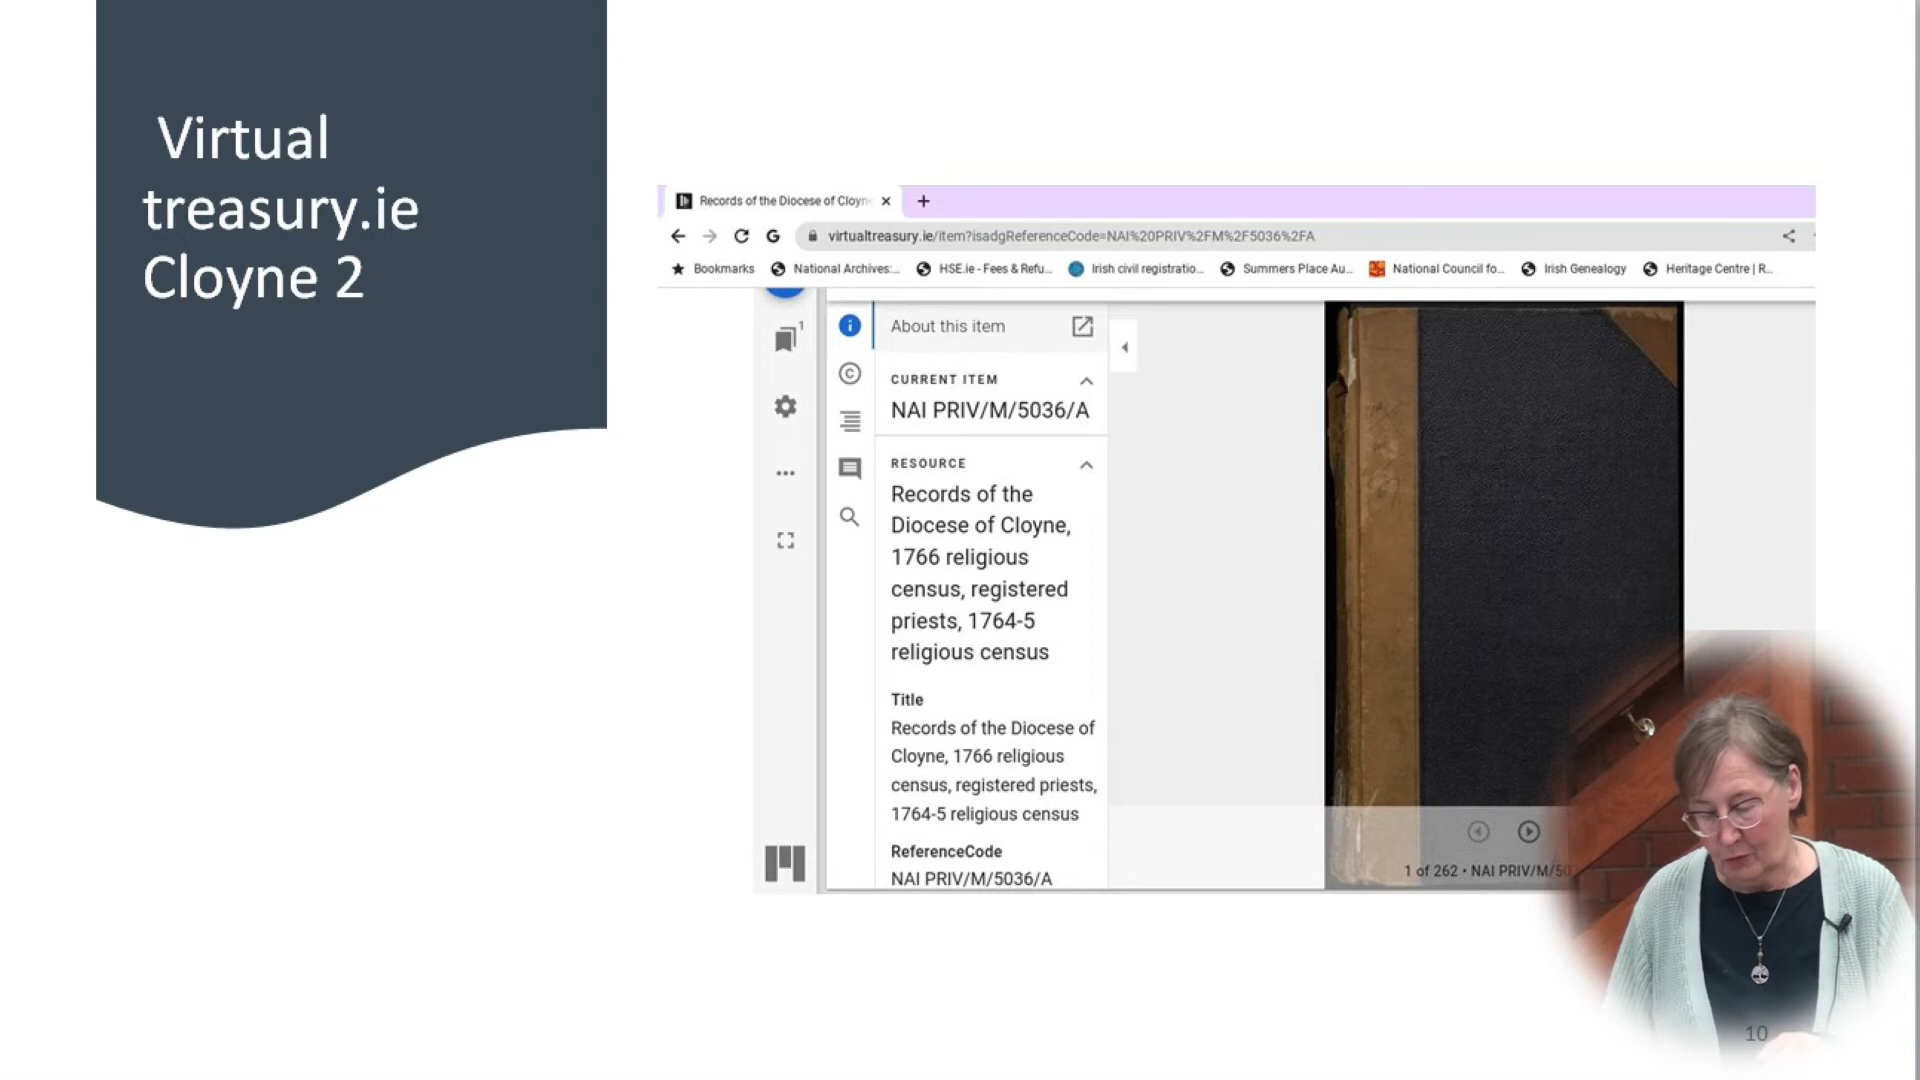 Virtual
treasury.ie
Cloyne 2
Records of the Diocese of Cloyn
virtualtreasury.ie/item?isadgReferenceCode=NAI%20PRIV%2FM%2F5036%2FA
Bookmarks National Archives:... HSE.ie - Fees & Refu... Irish civil registratio... Summers Place Au... National Council fo... Irish Genealogy Heritage Centre | R...
1
About this item
CURRENT ITEM
NAI PRIV/M/5036/A
RESOURCE
Records of the
Diocese of Cloyne,
1766 religious
census, registered
priests, 1764-5
religious census
Title
Records of the Diocese of
Cloyne, 1766 religious
census, registered priests,
1764-5 religious census
ReferenceCode
NAI PRIV/M/5036/A
1 of 262 • NAI PRIV/M/50
10